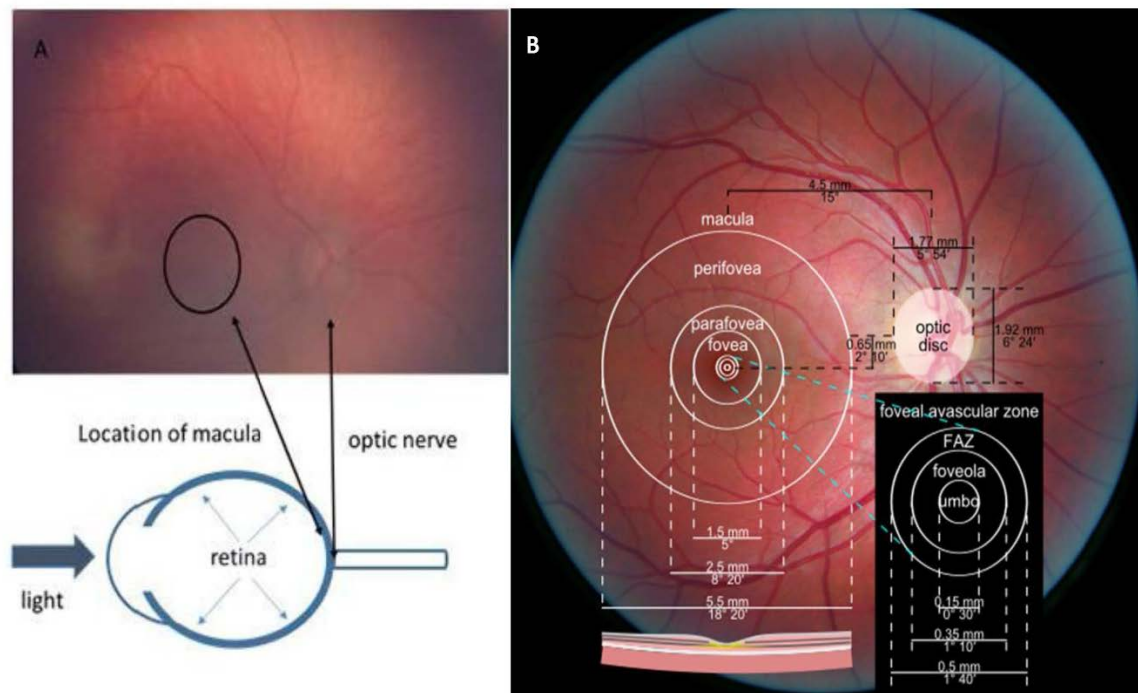 A
Location of macula
optic nerve
retina
light
B
4.5 mm
15°
macula
1.77 mm
5° 54'
perifovea
parafovea
fovea
optic
disc
0.65 mm
2° 10'
1.92 mm
6° 24'
foveal avascular zone
FAZ
foveola
umbo
1.5 mm
5°
2.5 mm
8° 20'
5.5 mm
18° 20'
0.15 mm
0° 30'
0.35 mm
1° 10'
0.5 mm
1° 40'